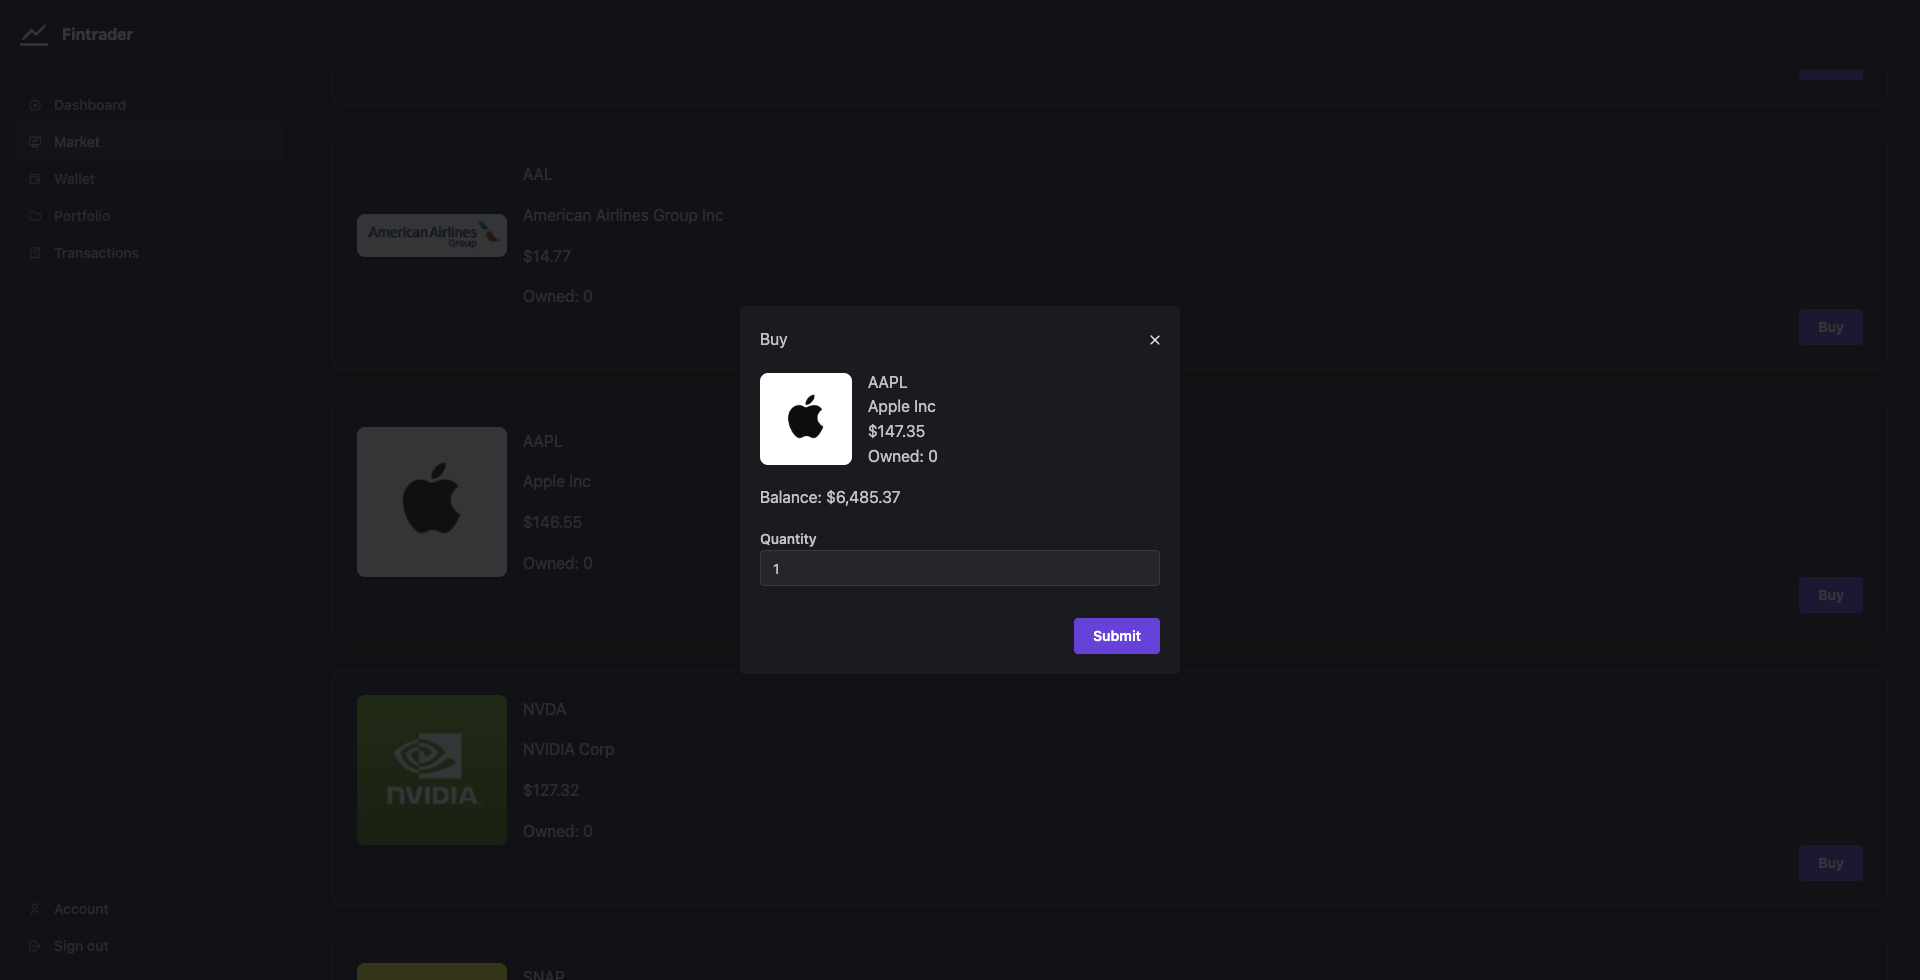 Fintrader
Dashboard
Market
Wallet
Portfolio
Transactions
Account
Sign out
AAL
American Airlines Group Inc
$14.77
Owned: 0
American Airlines
Group
Buy
AAPL
Apple Inc
$146.55
Owned: 0
Buy
NVDA
NVIDIA Corp
$127.32
Owned: 0
NVIDIA.
Buy
SNAP
Buy
AAPL
Apple Inc
$147.35
Owned: 0
Balance: $6,485.37
Quantity
1
Submit